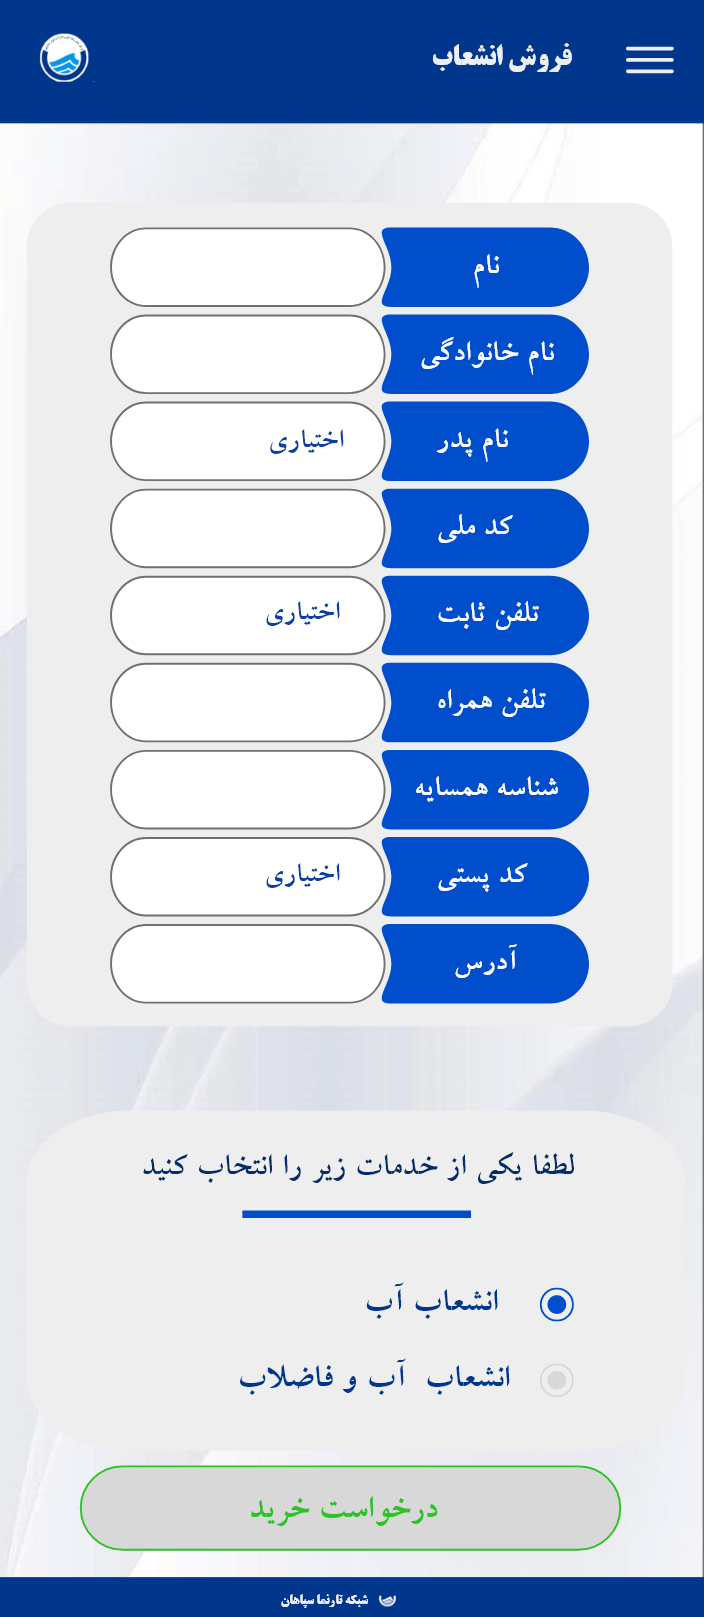 فروش انشعاب
نام
نام خانوادگی
نام پدر اختیاری
کد ملی
تلفن ثابت اختیاری
تلفن همراه
شناسه همسایه
کد پستی اختیاری
آدرس
لطفا یکی از خدمات زیر را انتخاب کنید
انشعاب آب
انشعاب آب و فاضلاب
درخواست خرید
شبکه تارنما سپاهان